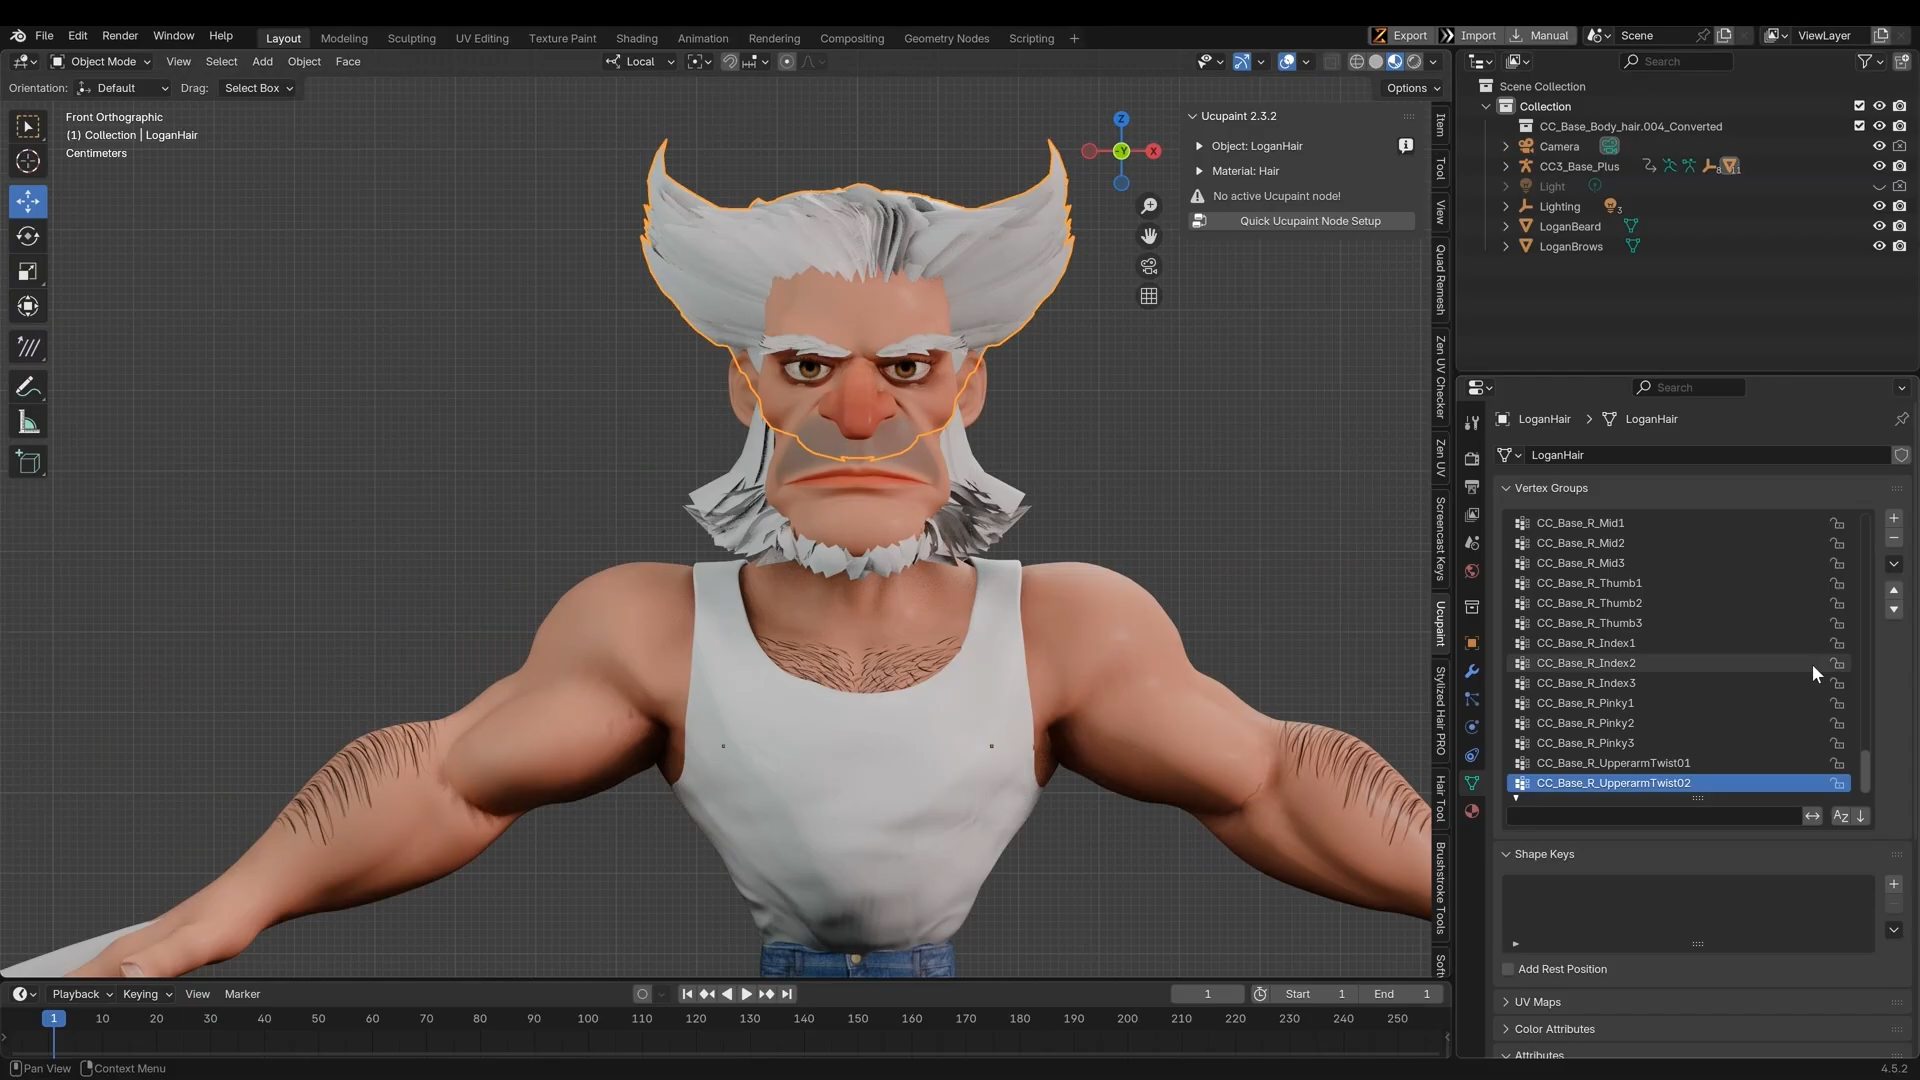 File Edit Render Window Help Layout Modeling Sculpting UV Editing Texture Paint Shading Animation Rendering Compositing Geometry Nodes Scripting + Export Import Manual Scene ViewLayer
Object Mode View Select Add Object Face Local Search
Orientation: Default Drag: Select Box Options
Front Orthographic
(1) Collection | LoganHair
Centimeters
Z
-Y
X
Ucupaint 2.3.2
Object: LoganHair
Material: Hair
No active Ucupaint node!
Quick Ucupaint Node Setup
Item
Tool
View
Quad Remesh
Zen UV Checker
Zen UV
Screencast Keys
Ucupaint
Stylized Hair PRO
Hair Tool
Brushstroke Tools
Soft
Scene Collection
Collection
CC_Base_Body_hair.004_Converted
Camera
CC3_Base_Plus
Light
Lighting 3
LoganBeard
LoganBrows
Search
LoganHair > LoganHair
LoganHair
Vertex Groups
CC_Base_R_Mid1
CC_Base_R_Mid2
CC_Base_R_Mid3
CC_Base_R_Thumb1
CC_Base_R_Thumb2
CC_Base_R_Thumb3
CC_Base_R_Index1
CC_Base_R_Index2
CC_Base_R_Index3
CC_Base_R_Pinky1
CC_Base_R_Pinky2
CC_Base_R_Pinky3
CC_Base_R_UpperarmTwist01
CC_Base_R_UpperarmTwist02
AZ
Shape Keys
Add Rest Position
UV Maps
Color Attributes
Attributes
Playback Keying View Marker 1 Start 1 End 1
1 10 20 30 40 50 60 70 80 90 100 110 120 130 140 150 160 170 180 190 200 210 220 230 240 250
Pan View Context Menu 4.5.2